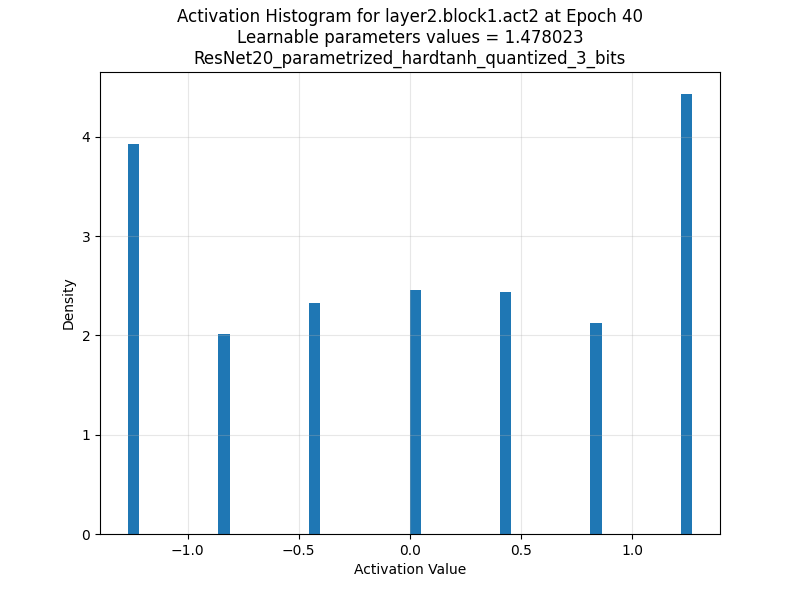 Activation Histogram for layer2.block1.act2 at Epoch 40
Learnable parameters values = 1.478023
ResNet20_parametrized_hardtanh_quantized_3_bits
4
3
2
1
0
Density
−1.0 −0.5 0.0 0.5 1.0
Activation Value